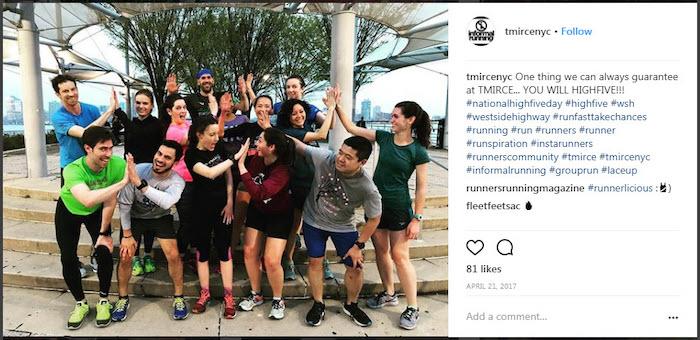 informal
running
tmircenyc • Follow
tmircenyc One thing we can always guarantee
at TMIRCE... YOU WILL HIGHFIVE!!!
#nationalhighfiveday #highfive #wsh
#westsidehighway #runfasttakechances
#running #run #runners #runner
#runspiration #instarunners
#runnerscommunity #tmirce #tmircenyc
#informalrunning #grouprun #laceup
runnersrunningmagazine #runnerlicious :✌)
fleetfeetsac 🔥
81 likes
APRIL 21, 2017
Add a comment...